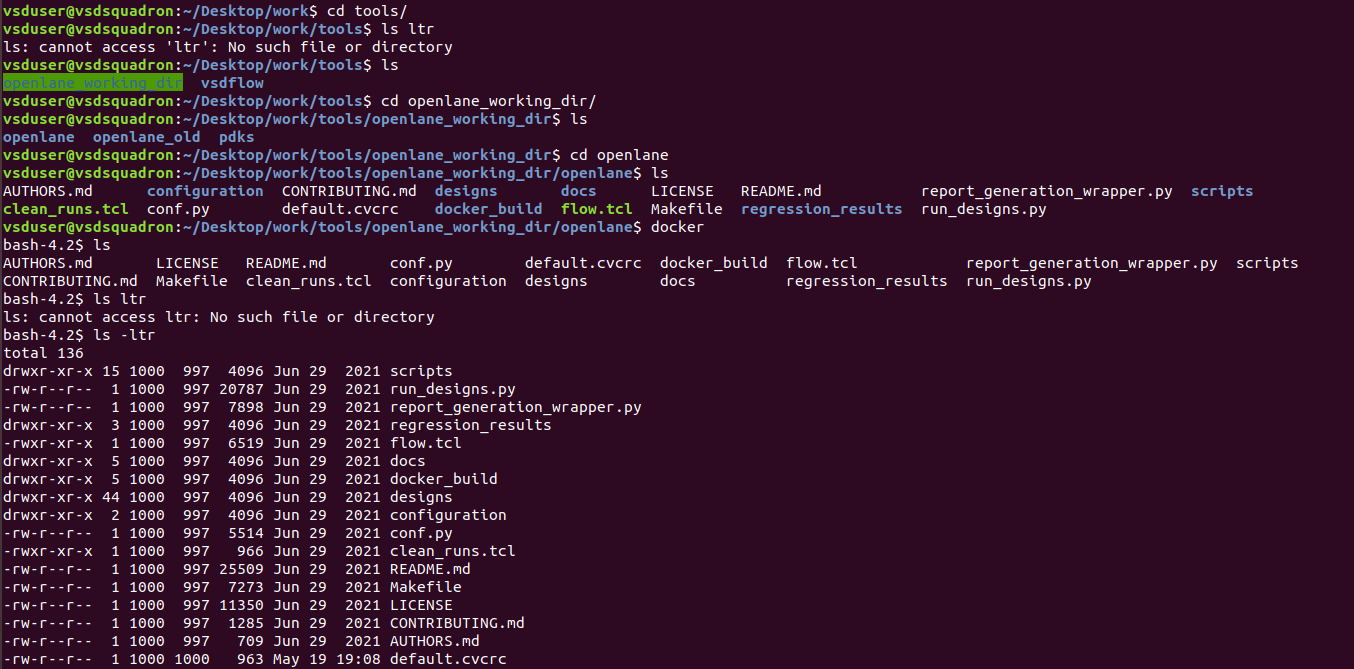 vsduser@vsdsquadron:~/Desktop/work$ cd tools/
vsduser@vsdsquadron:~/Desktop/work/tools$ ls ltr
ls: cannot access 'ltr': No such file or directory
vsduser@vsdsquadron:~/Desktop/work/tools$ ls
openlane_working_dir  vsdflow
vsduser@vsdsquadron:~/Desktop/work/tools$ cd openlane_working_dir/
vsduser@vsdsquadron:~/Desktop/work/tools/openlane_working_dir$ ls
openlane  openlane_old  pdks
vsduser@vsdsquadron:~/Desktop/work/tools/openlane_working_dir$ cd openlane
vsduser@vsdsquadron:~/Desktop/work/tools/openlane_working_dir/openlane$ ls
AUTHORS.md      configuration  CONTRIBUTING.md  designs       docs      LICENSE   README.md           report_generation_wrapper.py  scripts
clean_runs.tcl  conf.py        default.cvcrc    docker_build  flow.tcl  Makefile  regression_results  run_designs.py
vsduser@vsdsquadron:~/Desktop/work/tools/openlane_working_dir/openlane$ docker
bash-4.2$ ls
AUTHORS.md       LICENSE   README.md       conf.py        default.cvcrc  docker_build  flow.tcl            report_generation_wrapper.py  scripts
CONTRIBUTING.md  Makefile  clean_runs.tcl  configuration  designs        docs          regression_results  run_designs.py
bash-4.2$ ls ltr
ls: cannot access ltr: No such file or directory
bash-4.2$ ls -ltr
total 136
drwxr-xr-x 15 1000  997  4096 Jun 29  2021 scripts
-rw-r--r--  1 1000  997 20787 Jun 29  2021 run_designs.py
-rw-r--r--  1 1000  997  7898 Jun 29  2021 report_generation_wrapper.py
drwxr-xr-x  3 1000  997  4096 Jun 29  2021 regression_results
-rwxr-xr-x  1 1000  997  6519 Jun 29  2021 flow.tcl
drwxr-xr-x  5 1000  997  4096 Jun 29  2021 docs
drwxr-xr-x  5 1000  997  4096 Jun 29  2021 docker_build
drwxr-xr-x 44 1000  997  4096 Jun 29  2021 designs
drwxr-xr-x  2 1000  997  4096 Jun 29  2021 configuration
-rw-r--r--  1 1000  997  5514 Jun 29  2021 conf.py
-rwxr-xr-x  1 1000  997   966 Jun 29  2021 clean_runs.tcl
-rw-r--r--  1 1000  997 25509 Jun 29  2021 README.md
-rw-r--r--  1 1000  997  7273 Jun 29  2021 Makefile
-rw-r--r--  1 1000  997 11350 Jun 29  2021 LICENSE
-rw-r--r--  1 1000  997  1285 Jun 29  2021 CONTRIBUTING.md
-rw-r--r--  1 1000  997   709 Jun 29  2021 AUTHORS.md
-rw-r--r--  1 1000 1000   963 May 19 19:08 default.cvcrc